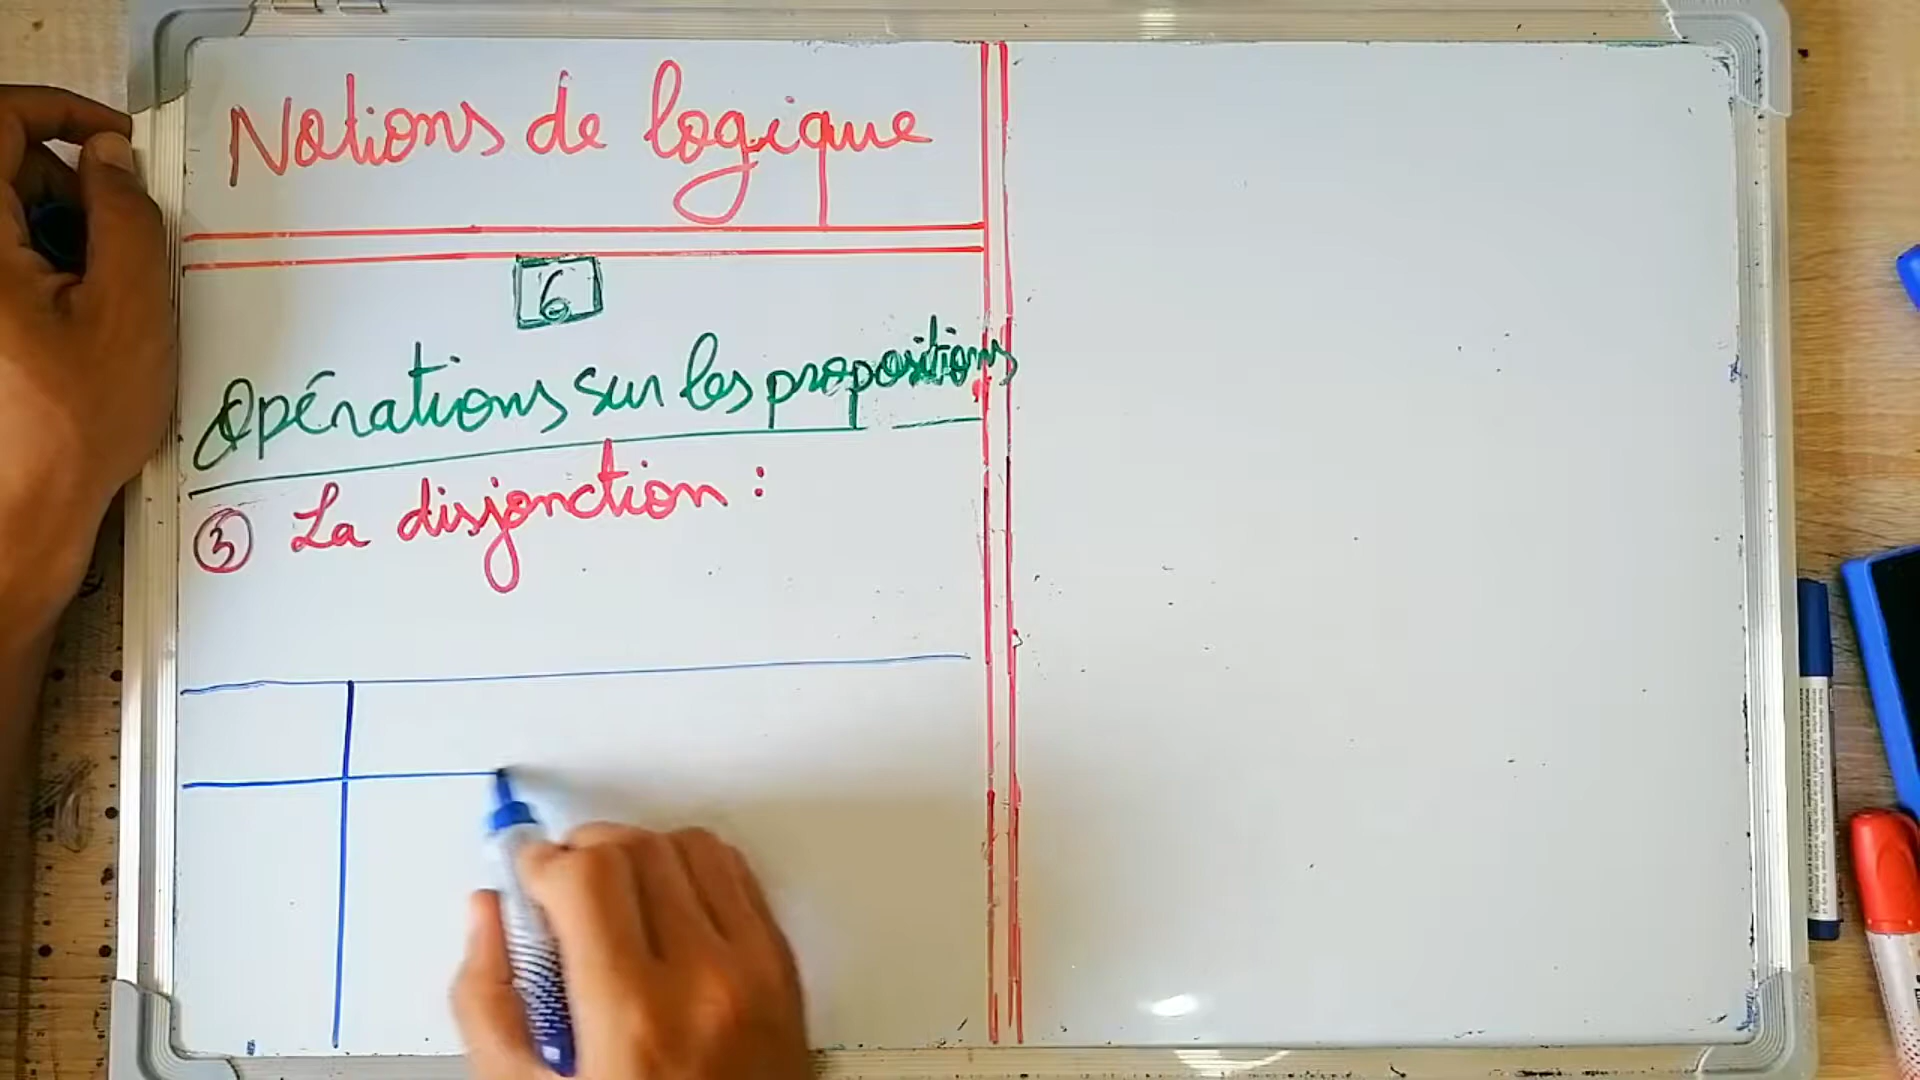 Notions de logique
6
Opérations sur les propositions
3 La disjonction :